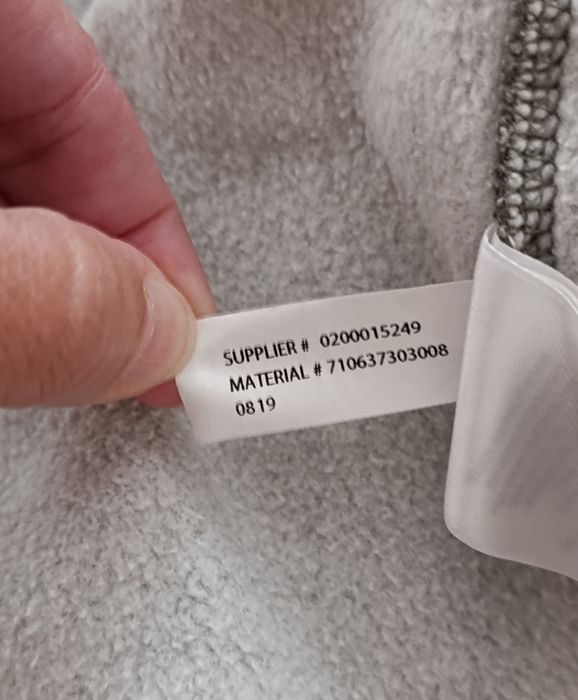 SUPPLIER # 0200015249
MATERIAL # 710637303008
0819